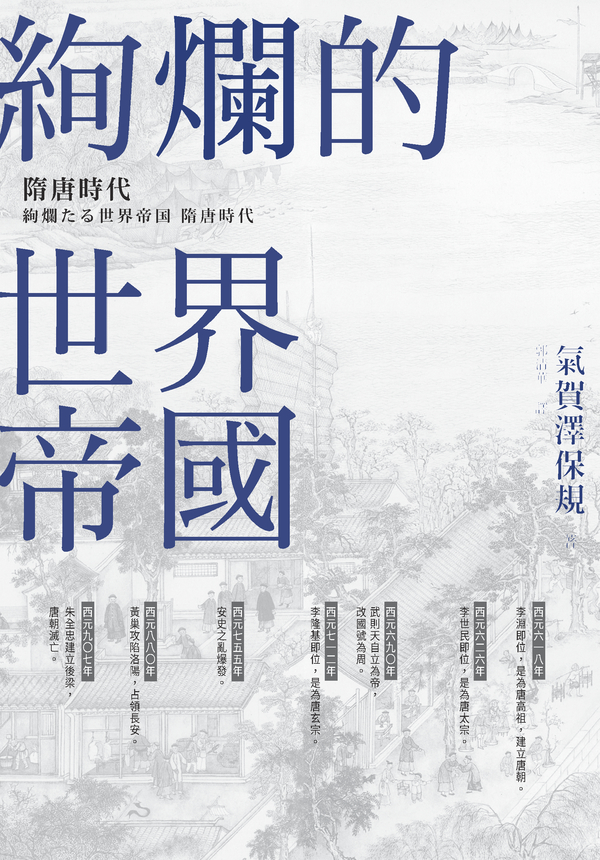 絢爛的
隋唐時代
絢爛たる世界帝国 隋唐時代
世界
帝國
氣賀澤保規
著
郭清華
譯
西元六一八年
李淵即位，是為唐高祖，建立唐朝。
西元六二六年
李世民即位，是為唐太宗。
西元六九〇年
武則天自立為帝，
改國號為周。
西元七一二年
李隆基即位，是為唐玄宗。
西元七五五年
安史之亂爆發。
西元八八〇年
黃巢攻陷洛陽，占領長安。
西元九〇七年
朱全忠建立後梁，
唐朝滅亡。